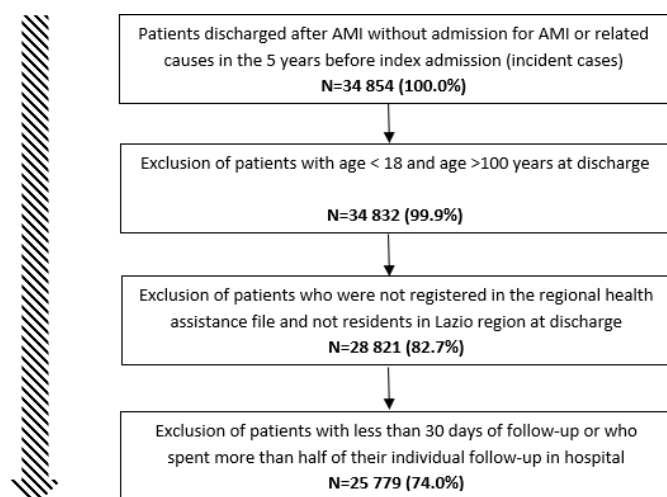 Patients discharged after AMI without admission for AMI or related
causes in the 5 years before index admission (incident cases)
N=34 854 (100.0%)
Exclusion of patients with age < 18 and age >100 years at discharge
N=34 832 (99.9%)
Exclusion of patients who were not registered in the regional health
assistance file and not residents in Lazio region at discharge
N=28 821 (82.7%)
Exclusion of patients with less than 30 days of follow-up or who
spent more than half of their individual follow-up in hospital
N=25 779 (74.0%)